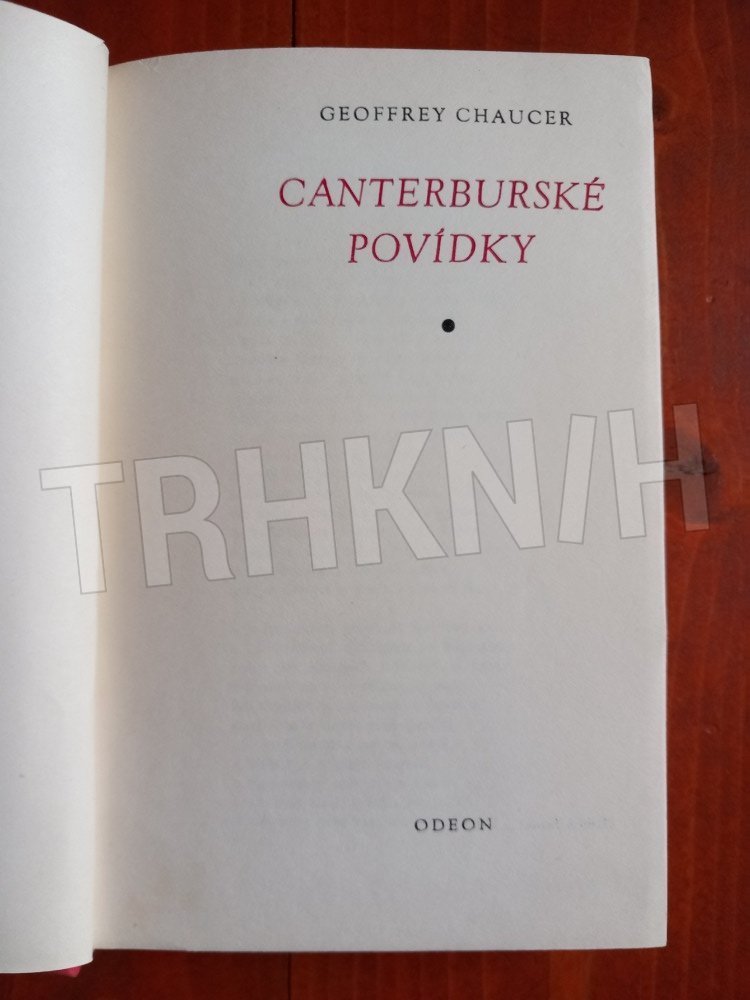 GEOFFREY CHAUCER
CANTERBURSKÉ
POVÍDKY
TRHKNIH
ODEON